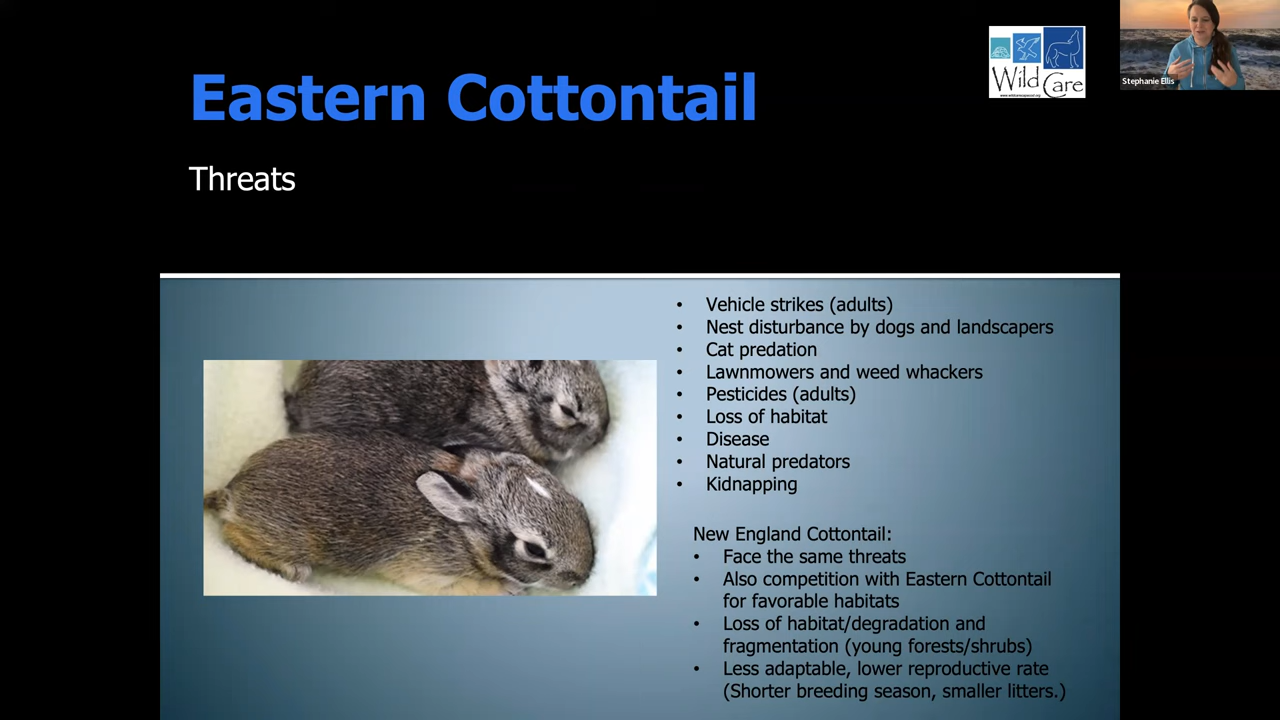 Eastern Cottontail
Threats
Wild Care
Stephanie Ellis
• Vehicle strikes (adults)
• Nest disturbance by dogs and landscapers
• Cat predation
• Lawnmowers and weed whackers
• Pesticides (adults)
• Loss of habitat
• Disease
• Natural predators
• Kidnapping
New England Cottontail:
• Face the same threats
• Also competition with Eastern Cottontail
for favorable habitats
• Loss of habitat/degradation and
fragmentation (young forests/shrubs)
• Less adaptable, lower reproductive rate
(Shorter breeding season, smaller litters.)